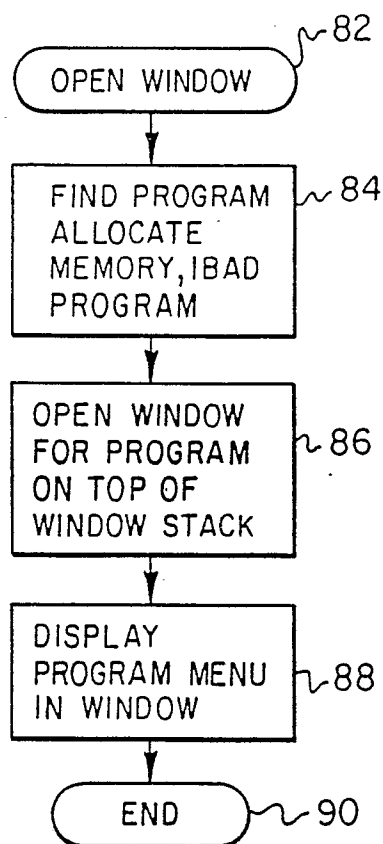 82
OPEN WINDOW
84
FIND PROGRAM
ALLOCATE
MEMORY, IBAD
PROGRAM
86
OPEN WINDOW
FOR PROGRAM
ON TOP OF
WINDOW STACK
88
DISPLAY
PROGRAM MENU
IN WINDOW
END
90